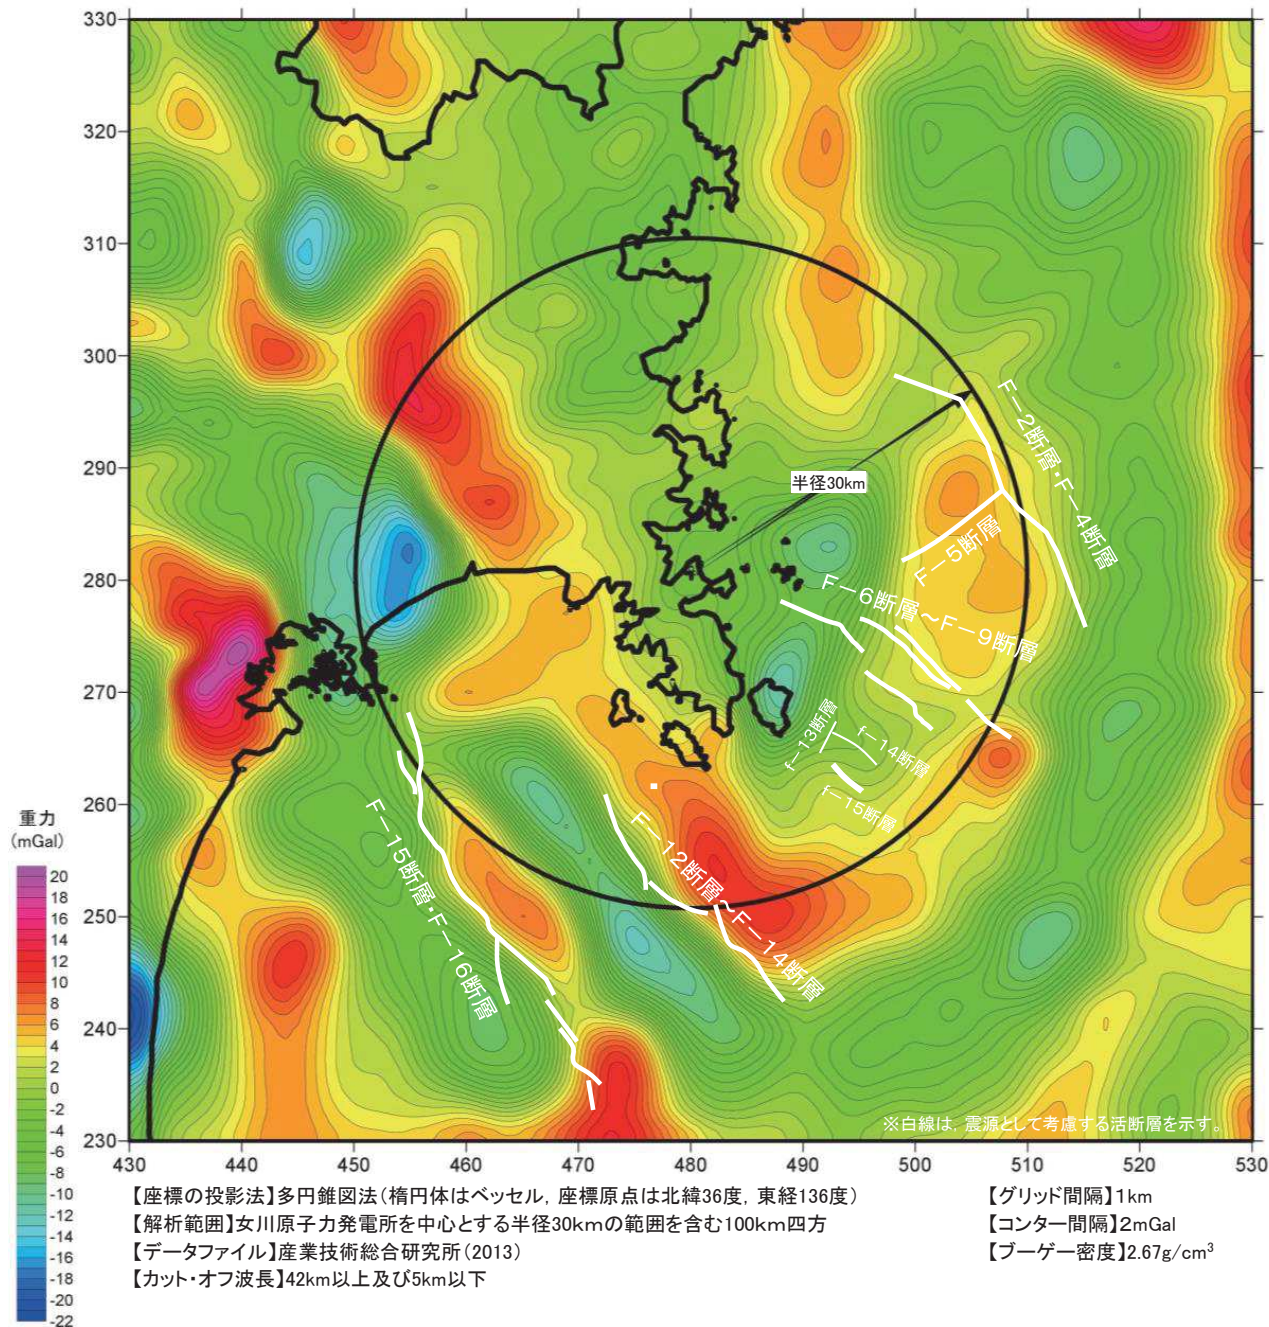 330
320
310
300
290
280
270
260
250
240
230
430
440
450
460
470
480
490
500
510
520
530
半径30km
F-2断層・F-4断層
F-5断層
F-6断層～F-9断層
f-13断層
f-14断層
f-15断層
F-12断層～F-14断層
F-15断層・F-16断層
※白線は，震源として考慮する活断層を示す。
重力
(mGal)
20
18
16
14
12
10
8
6
4
2
0
-2
-4
-6
-8
-10
-12
-14
-16
-18
-20
-22
【座標の投影法】多円錐図法（楕円体はベッセル，座標原点は北緯36度，東経136度）
【解析範囲】女川原子力発電所を中心とする半径30kmの範囲を含む100km四方
【データファイル】産業技術総合研究所（2013）
【カット・オフ波長】42km以上及び5km以下
【グリッド間隔】1km
【コンター間隔】2mGal
【ブーゲー密度】2.67g/cm³